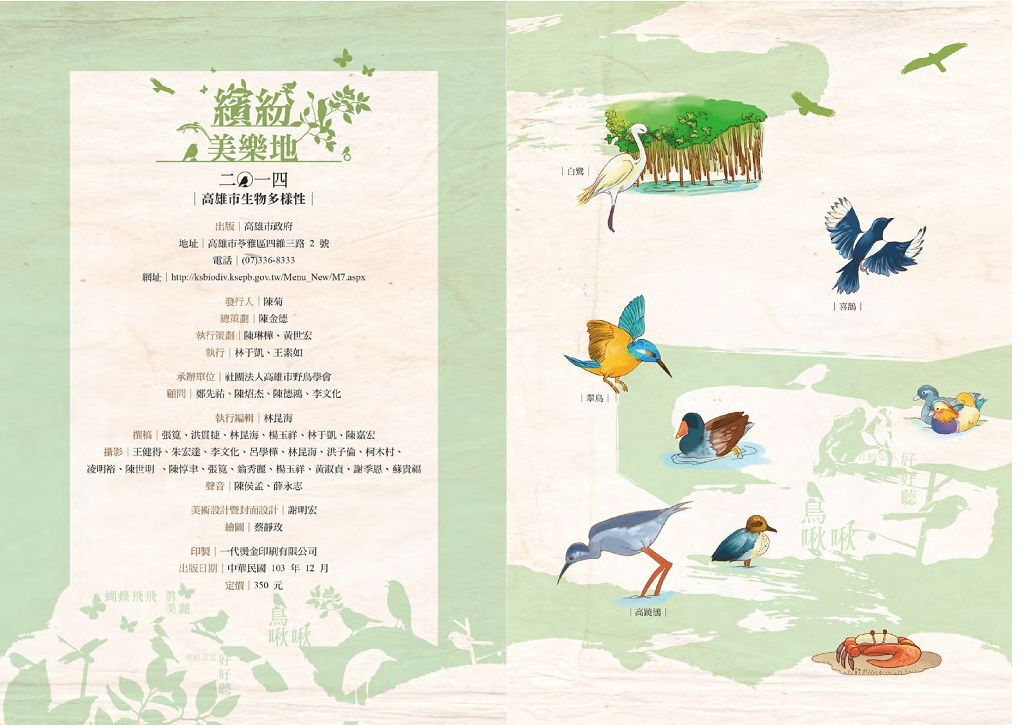 繽紛
美樂地
二〇一四
｜高雄市生物多樣性｜
出版｜高雄市政府
地址｜高雄市苓雅區四維三路 2 號
電話｜(07)336-8333
網址｜http://ksbiodiv.ksepb.gov.tw/Menu_New/M7.aspx
發行人｜陳菊
總策劃｜陳金德
執行策劃｜陳琳樺、黃世宏
執行｜林于凱、王素如
承辦單位｜社團法人高雄市野鳥學會
顧問｜鄭先祐、陳炤杰、陳德鴻、李文化
執行編輯｜林昆海
撰稿｜張寬、洪貫捷、林昆海、楊玉祥、林于凱、陳嘉宏
攝影｜王健得、朱宏達、李文化、呂學樺、林昆海、洪子倫、柯木村、
凌明裕、陳世明、陳惇聿、張寬、翁秀麗、楊玉祥、黃淑貞、謝季恩、蘇貴福
聲音｜陳侯孟、薛永志
美術設計暨封面設計｜謝明宏
繪圖｜蔡靜玫
印製｜一代燙金印刷有限公司
出版日期｜中華民國 103 年 12 月
定價｜350 元
蝴蝶飛飛
真美麗
鳥啾啾
好好聽
｜白鷺｜
｜喜鵲｜
｜翠鳥｜
｜高蹺鴴｜
好好聽
鳥啾啾